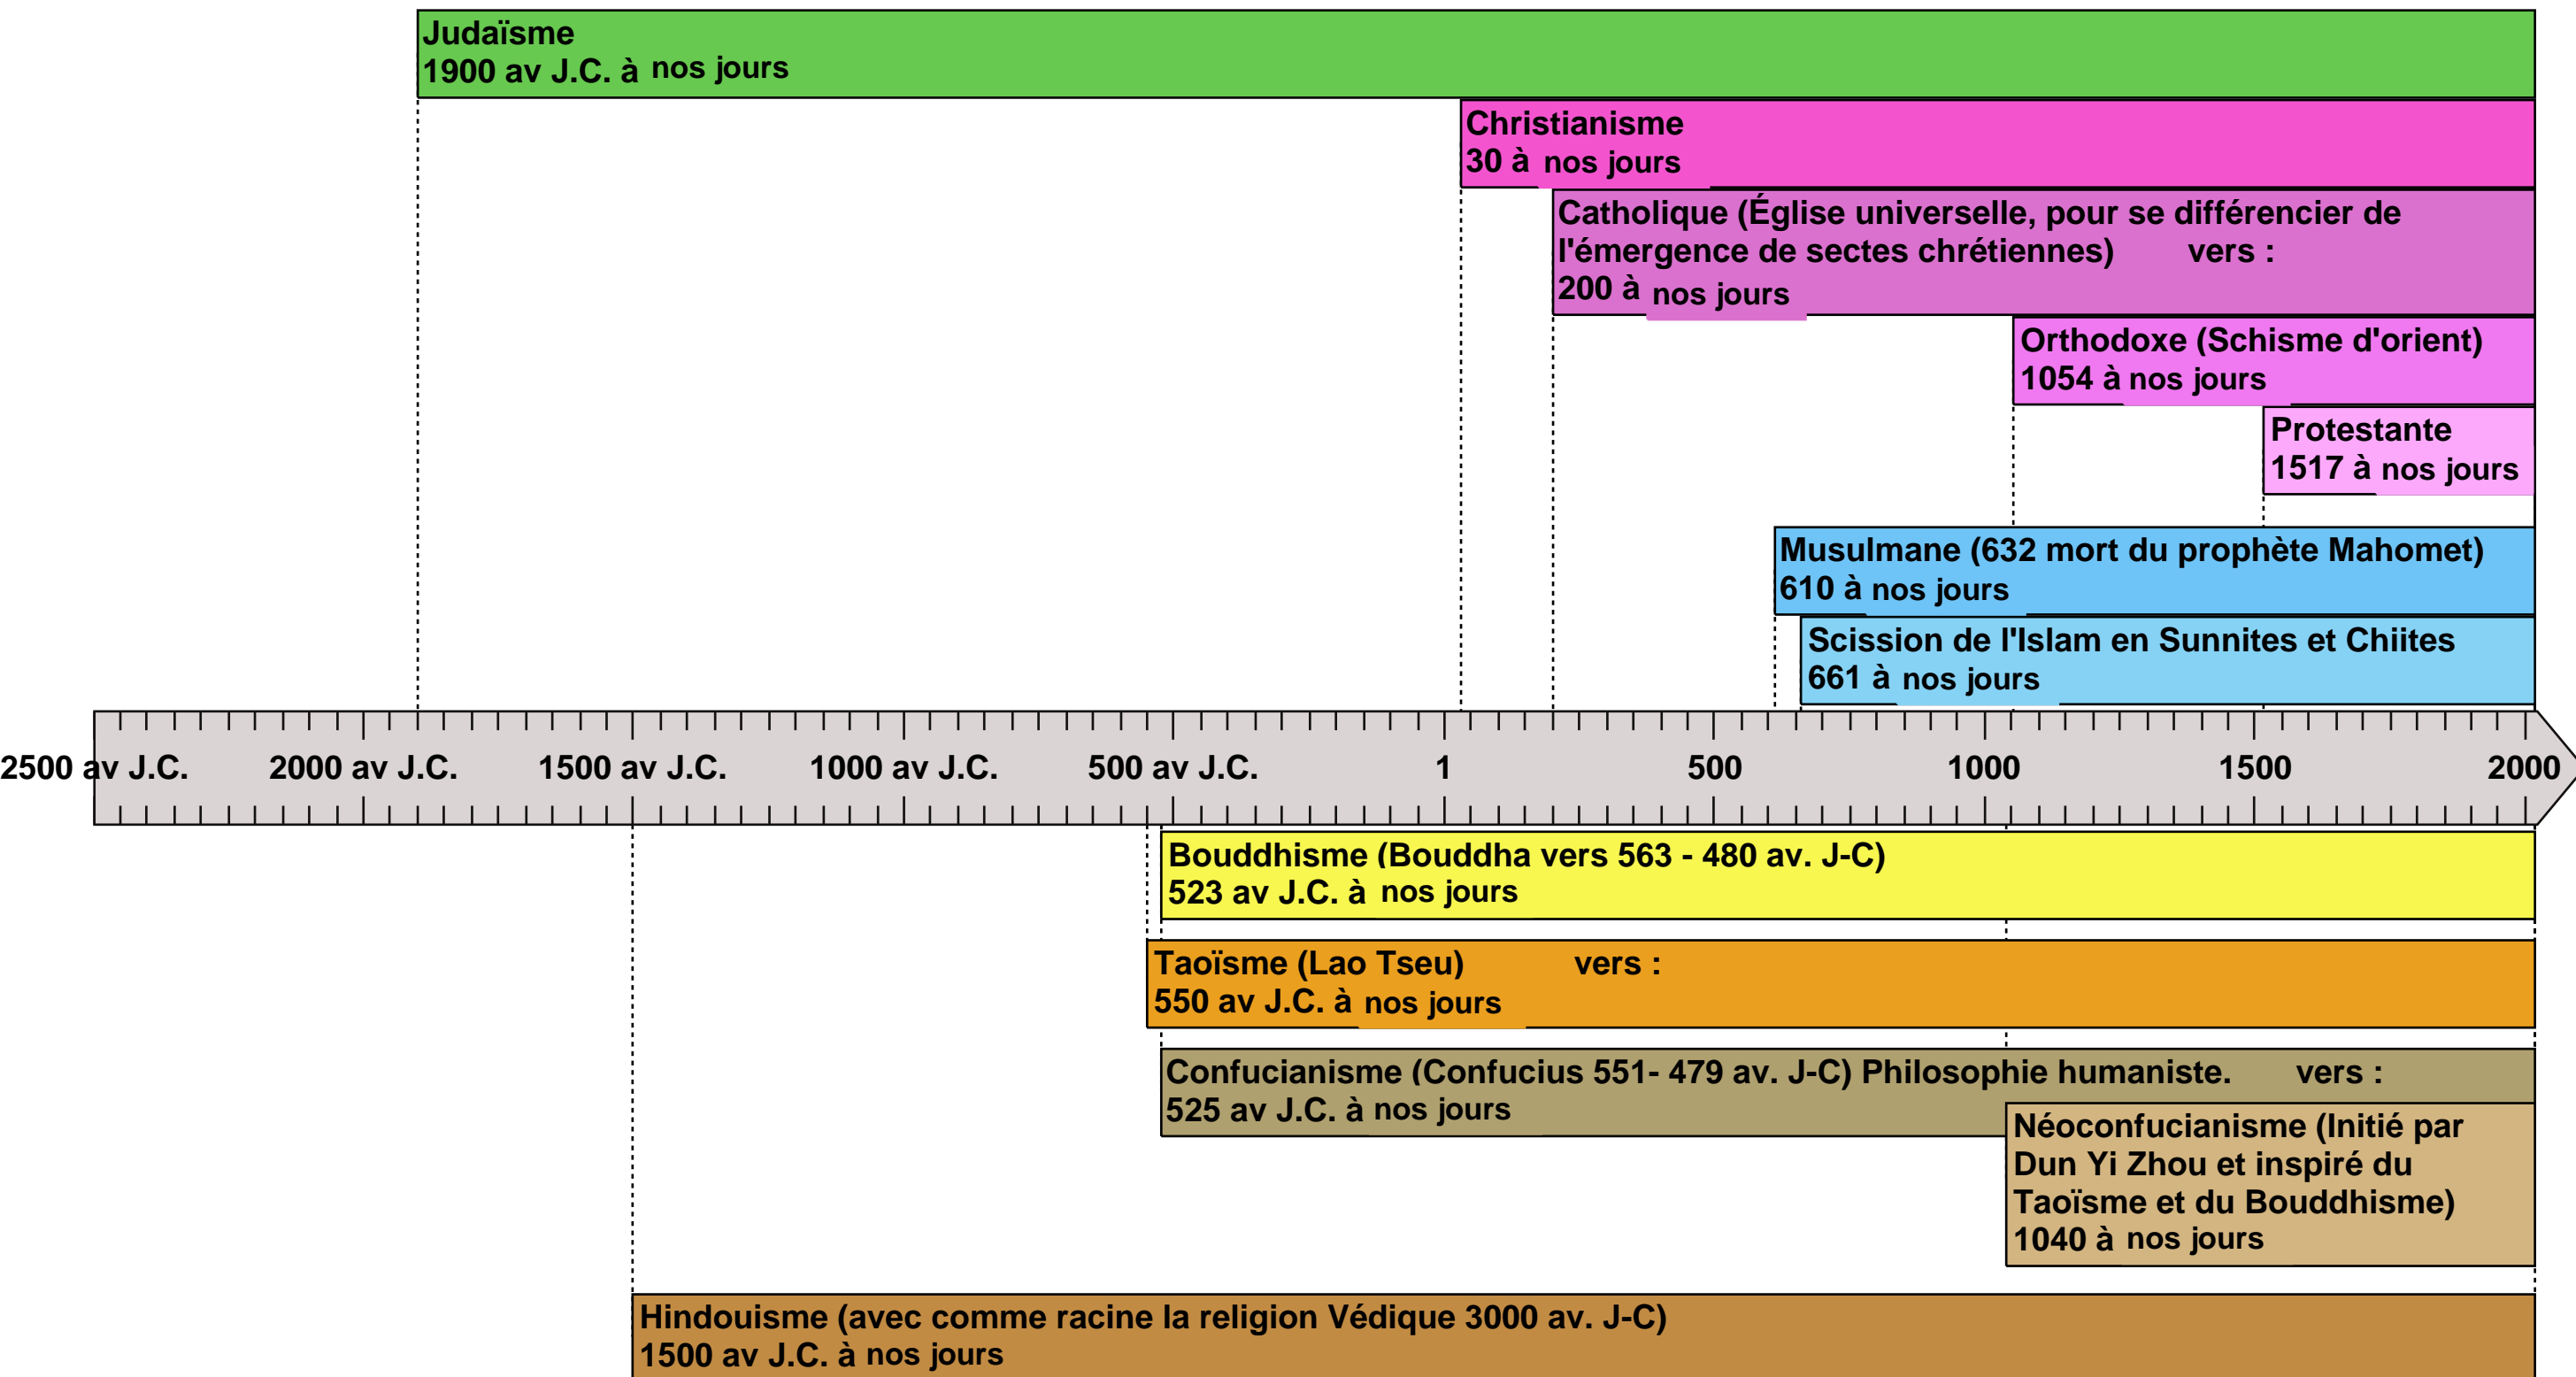 Judaïsme
1900 av J.C. à nos jours
Christianisme
30 à nos jours
Catholique (Église universelle, pour se différencier de
l'émergence de sectes chrétiennes) vers :
200 à nos jours
Orthodoxe (Schisme d'orient)
1054 à nos jours
Protestante
1517 à nos jours
Musulmane (632 mort du prophète Mahomet)
610 à nos jours
Scission de l'Islam en Sunnites et Chiites
661 à nos jours
2500 av J.C. 2000 av J.C. 1500 av J.C. 1000 av J.C. 500 av J.C. 1 500 1000 1500 2000
Bouddhisme (Bouddha vers 563 - 480 av. J-C)
523 av J.C. à nos jours
Taoïsme (Lao Tseu) vers :
550 av J.C. à nos jours
Confucianisme (Confucius 551- 479 av. J-C) Philosophie humaniste. vers :
525 av J.C. à nos jours
Néoconfucianisme (Initié par
Dun Yi Zhou et inspiré du
Taoïsme et du Bouddhisme)
1040 à nos jours
Hindouisme (avec comme racine la religion Védique 3000 av. J-C)
1500 av J.C. à nos jours